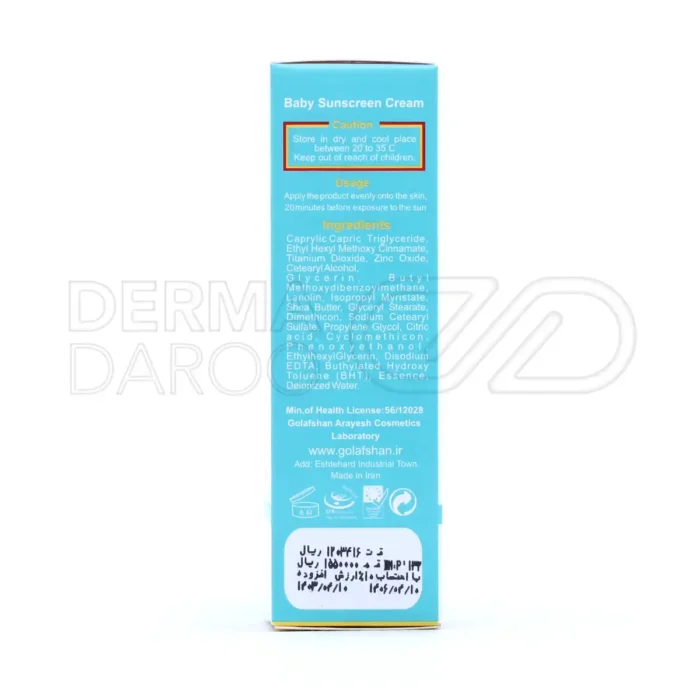 Baby Sunscreen Cream
Caution
Store in dry and cool place
between 20° to 35°C
Keep out of reach of children.
Usage
Apply the product evenly onto the skin,
20 minutes before exposure to the sun
Ingredients
Caprylic Capric Triglyceride,
Ethyl Hexyl Methoxy Cinnamate,
Titanium Dioxide, Zinc Oxide,
Cetearyl Alcohol,
Glycerin, Butyl
Methoxydibenzoylmethane,
Lanolin, Isopropyl Myristate,
Shea Butter, Glyceryl Stearate,
Dimethicon, Sodium Cetearyl
Sulfate, Propylene Glycol, Citric
acid, Cyclomethicon,
Phenoxyethanol,
EthylhexylGlycerin, Disodium
EDTA, Buthylated Hydroxy
Toluene (BHT), Essence,
Deionized Water.
DERMA
DAROO
Min.of Health License:56/12028
Golafshan Arayesh Cosmetics
Laboratory
www.golafshan.ir
Add: Eshtehard Industrial Town
Made in Iran
ق ت ۱۲۰۳۴۱۶ ریال
ق م ۱۵۵۰۰۰۰ ریال
با احتساب ۱۰٪ ارزش افزوده
۱۴۰۳/۰۴/۱۰ ۱۴۰۶/۰۴/۱۰